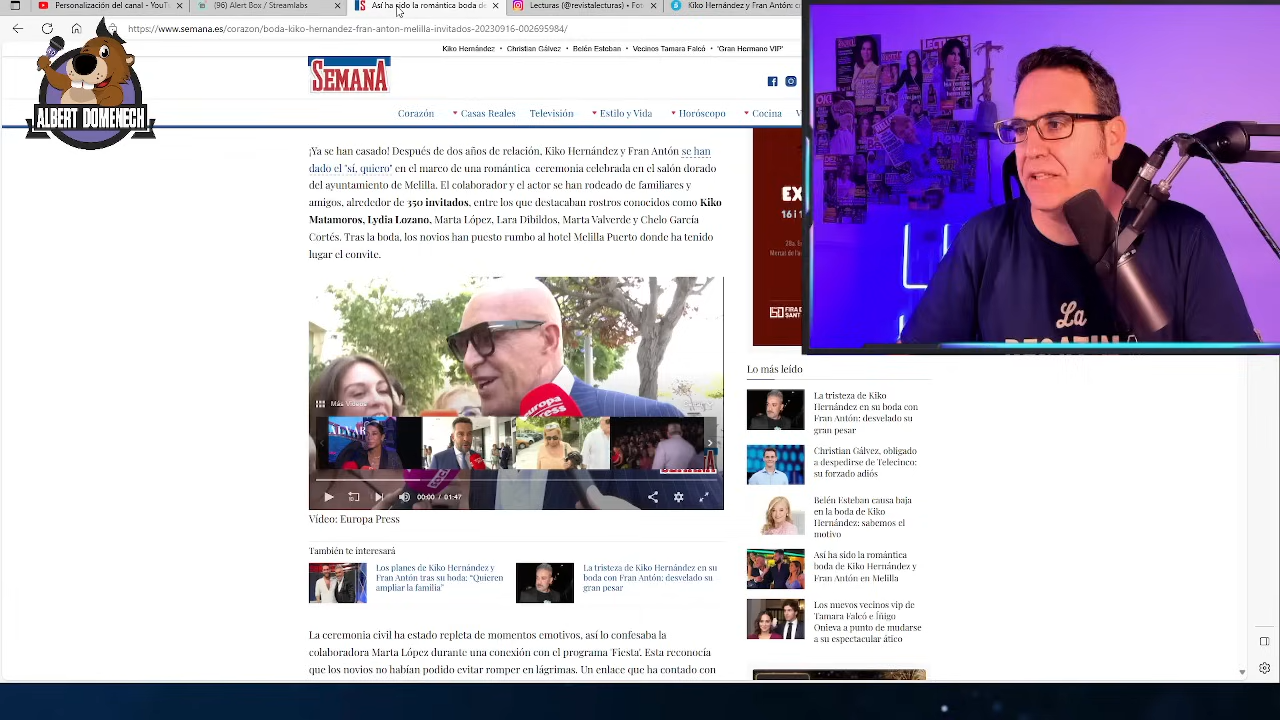 Personalización del canal - YouTu
(96) Alert Box / Streamlabs
Así ha sido la romántica boda de
Lecturas (@revistalecturas) • Fot
Kiko Hernández y Fran Antón c
https://www.semana.es/corazon/boda-kiko-hernandez-fran-anton-melilla-invitados-20230916-002695984/
ALBERT DOMENECH
Kiko Hernández • Christian Gálvez • Belén Esteban • Vecinos Tamara Falcó • 'Gran Hermano VIP'
SEMANA
Corazón Casas Reales Televisión Estilo y Vida Horóscopo Cocina V
¡Ya se han casado! Después de dos años de relación, Kiko Hernández y Fran Antón se han
dado el "sí, quiero" en el marco de una romántica ceremonia celebrada en el salón dorado
del ayuntamiento de Melilla. El colaborador y el actor se han rodeado de familiares y
amigos, alrededor de 350 invitados, entre los que destacaban rostros conocidos como Kiko
Matamoros, Lydia Lozano, Marta López, Lara Dibildos, Marta Valverde y Chelo García
Cortés. Tras la boda, los novios han puesto rumbo al hotel Melilla Puerto donde ha tenido
lugar el convite.
EX
16 i 1
28a. E
Mercat de l'a
50 FIRA D
SANT
La
Más Videos
europa
press
00:00 / 01:47
Vídeo: Europa Press
También te interesará
Los planes de Kiko Hernández y
Fran Antón tras su boda: "Quieren
ampliar la familia"
La tristeza de Kiko Hernández en su
boda con Fran Antón: desvelado su
gran pesar
La ceremonia civil ha estado repleta de momentos emotivos, así lo confesaba la
colaboradora Marta López durante una conexión con el programa 'Fiesta'. Esta reconocía
que los novios no habían podido evitar romper en lágrimas. Un enlace que ha contado con
Lo más leído
La tristeza de Kiko
Hernández en su boda con
Fran Antón: desvelado su
gran pesar
Christian Gálvez, obligado
a despedirse de Telecinco:
su forzado adiós
Belén Esteban causa baja
en la boda de Kiko
Hernández: sabemos el
motivo
Así ha sido la romántica
boda de Kiko Hernández y
Fran Antón en Melilla
Los nuevos vecinos vip de
Tamara Falcó e Íñigo
Onieva a punto de mudarse
a su espectacular ático